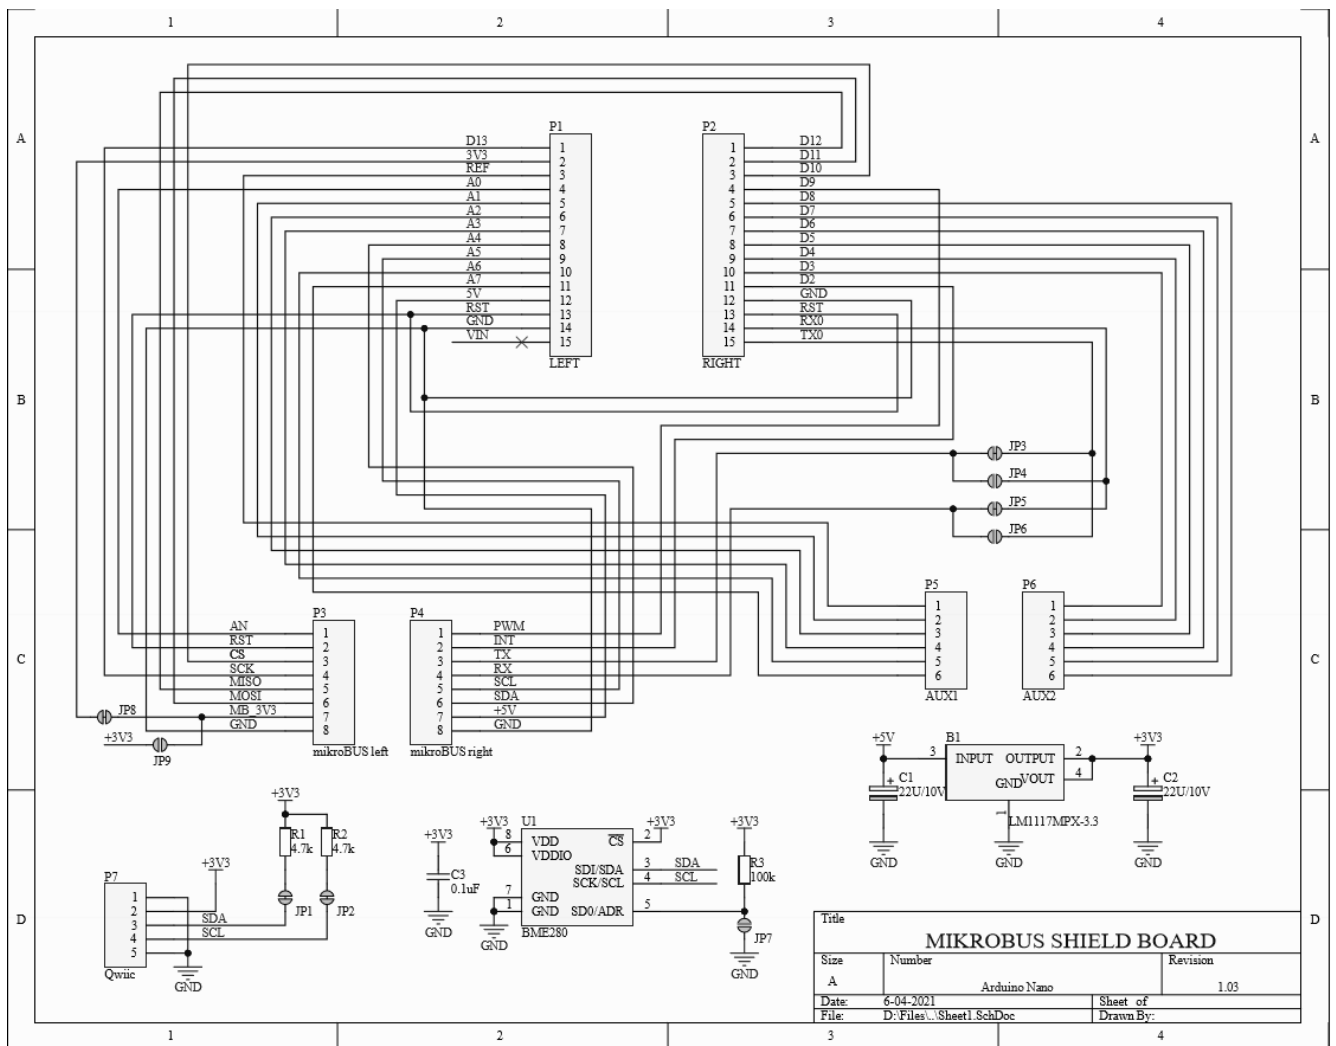 1 2 3 4
A A
B B
C C
D D
P1
D13 1
3V3 2
REF 3
A0 4
A1 5
A2 6
A3 7
A4 8
A5 9
A6 10
A7 11
5V 12
RST 13
GND 14
VIN 15
LEFT
P2
1 D12
2 D11
3 D10
4 D9
5 D8
6 D7
7 D6
8 D5
9 D4
10 D3
11 D2
12 GND
13 RST
14 RX0
15 TX0
RIGHT
JP3
JP4
JP5
JP6
P3
AN 1
RST 2
CS 3
SCK 4
MISO 5
MOSI 6
MB_3V3 7
GND 8
mikroBUS left
JP8
+3V3
JP9
P4
1 PWM
2 INT
3 TX
4 RX
5 SCL
6 SDA
7 +5V
8 GND
mikroBUS right
P5
1
2
3
4
5
6
AUX1
P6
1
2
3
4
5
6
AUX2
+5V
B1
+3V3
3 INPUT OUTPUT 2
GND VOUT 4
1
LM1117MPX-3.3
C1
22U/10V
C2
22U/10V
GND GND GND
+3V3
R1
4.7k
R2
4.7k
JP1 JP2
+3V3
P7
1
2
3 SDA
4 SCL
5
Qwiic
GND
+3V3
C3
0.1uF
GND
+3V3
U1
+3V3
8 VDD CS 2
6 VDDIO
SDI/SDA 3 SDA
SCK/SCL 4 SCL
7 GND
1 GND SD0/ADR 5
BME280
GND
+3V3
R3
100k
JP7
GND
Title
MIKROBUS SHIELD BOARD
Size Number Revision
A Arduino Nano 1.03
Date: 6-04-2021 Sheet of
File: D:\Files\..\Sheet1.SchDoc Drawn By:
1 2 3 4